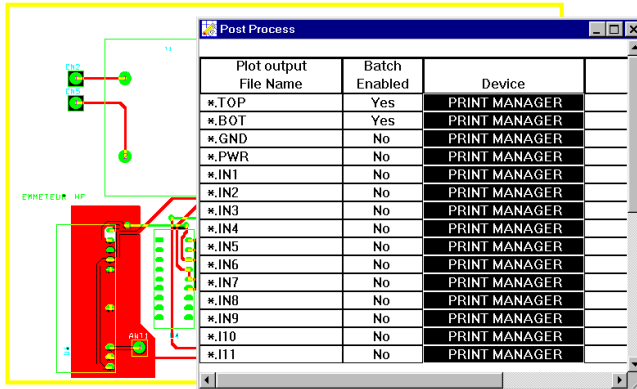 Post Process
Plot output File Name Batch Enabled Device
*.TOP Yes PRINT MANAGER
*.BOT Yes PRINT MANAGER
*.GND No PRINT MANAGER
*.PWR No PRINT MANAGER
*.IN1 No PRINT MANAGER
*.IN2 No PRINT MANAGER
*.IN3 No PRINT MANAGER
*.IN4 No PRINT MANAGER
*.IN5 No PRINT MANAGER
*.IN6 No PRINT MANAGER
*.IN7 No PRINT MANAGER
*.IN8 No PRINT MANAGER
*.IN9 No PRINT MANAGER
*.I10 No PRINT MANAGER
*.I11 No PRINT MANAGER
EMMETEUR HF
ANT1